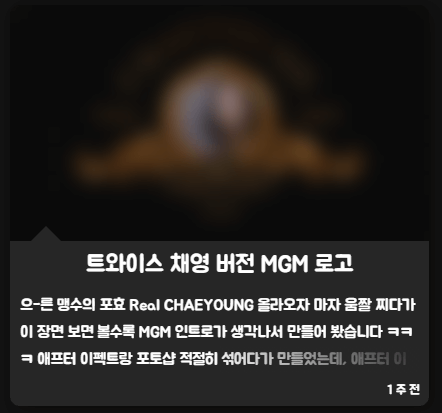 트와이스 채영 버전 MGM 로고
으-른 맹수의 포효 Real CHAEYOUNG 올라오자 마자 움짤 찌다가
이 장면 보면 볼수록 MGM 인트로가 생각나서 만들어 봤습니다 ㅋㅋ
ㅋ 애프터 이펙트랑 포토샵 적절히 섞어다가 만들었는데, 애프터 이
1 주 전